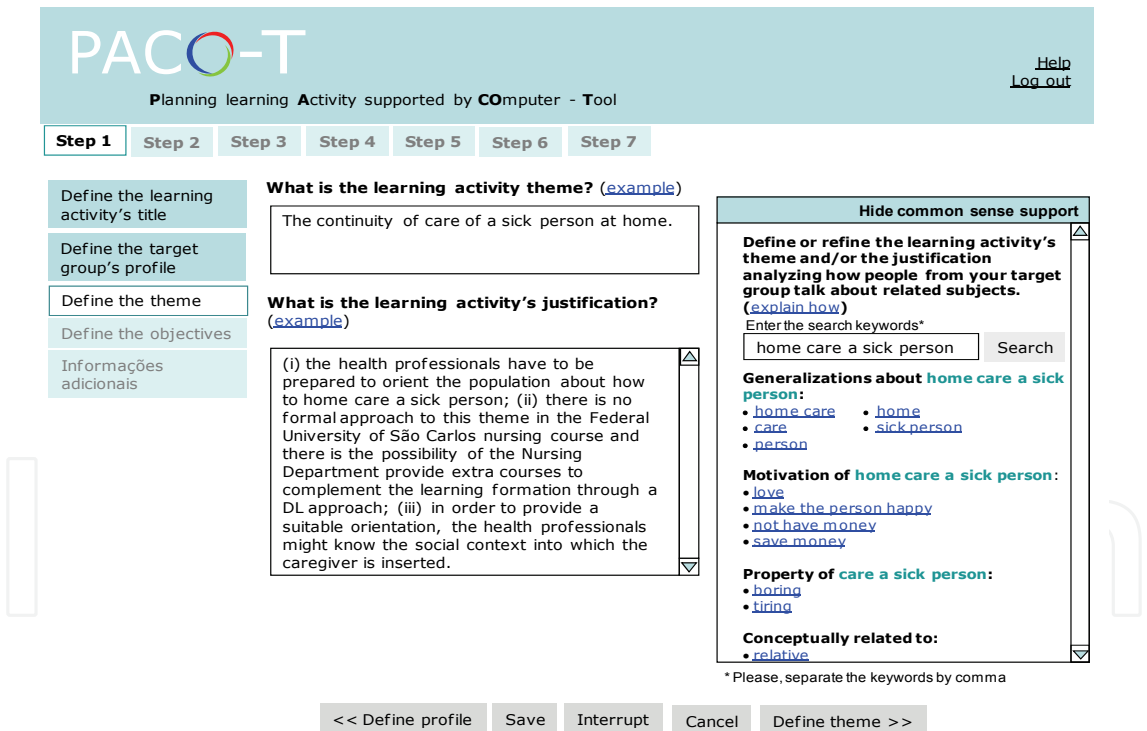 PACO-T
Help
Log out
Planning learning Activity supported by COmputer - Tool
Step 1
Step 2
Step 3
Step 4
Step 5
Step 6
Step 7
Define the learning
activity's title
Define the target
group's profile
Define the theme
Define the objectives
Informações
adicionais
What is the learning activity theme? (example)
The continuity of care of a sick person at home.
What is the learning activity's justification?
(example)
(i) the health professionals have to be
prepared to orient the population about how
to home care a sick person; (ii) there is no
formal approach to this theme in the Federal
University of São Carlos nursing course and
there is the possibility of the Nursing
Department provide extra courses to
complement the learning formation through a
DL approach; (iii) in order to provide a
suitable orientation, the health professionals
might know the social context into which the
caregiver is inserted.
Hide common sense support
Define or refine the learning activity's
theme and/or the justification
analyzing how people from your target
group talk about related subjects.
(explain how)
Enter the search keywords*
home care a sick person
Search
Generalizations about home care a sick
person:
• home care • home
• care • sick person
• person
Motivation of home care a sick person:
• love
• make the person happy
• not have money
• save money
Property of care a sick person:
• boring
• tiring
Conceptually related to:
• relative
* Please, separate the keywords by comma
<< Define profile
Save
Interrupt
Cancel
Define theme >>